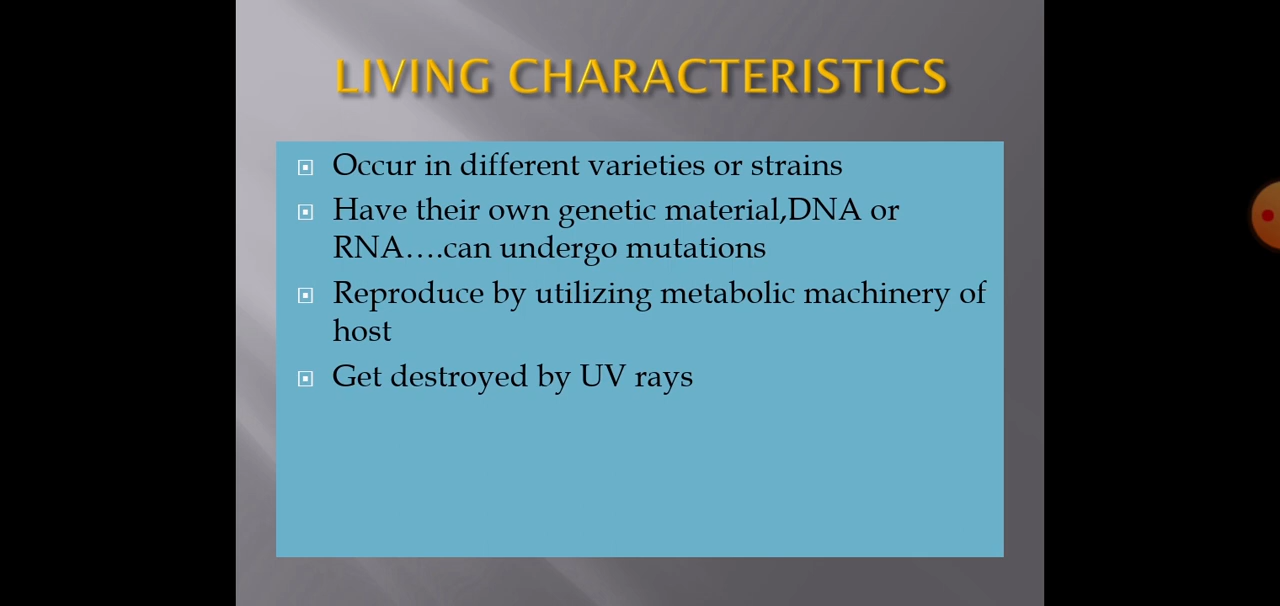 LIVING CHARACTERISTICS
Occur in different varieties or strains
Have their own genetic material,DNA or
RNA….can undergo mutations
Reproduce by utilizing metabolic machinery of
host
Get destroyed by UV rays